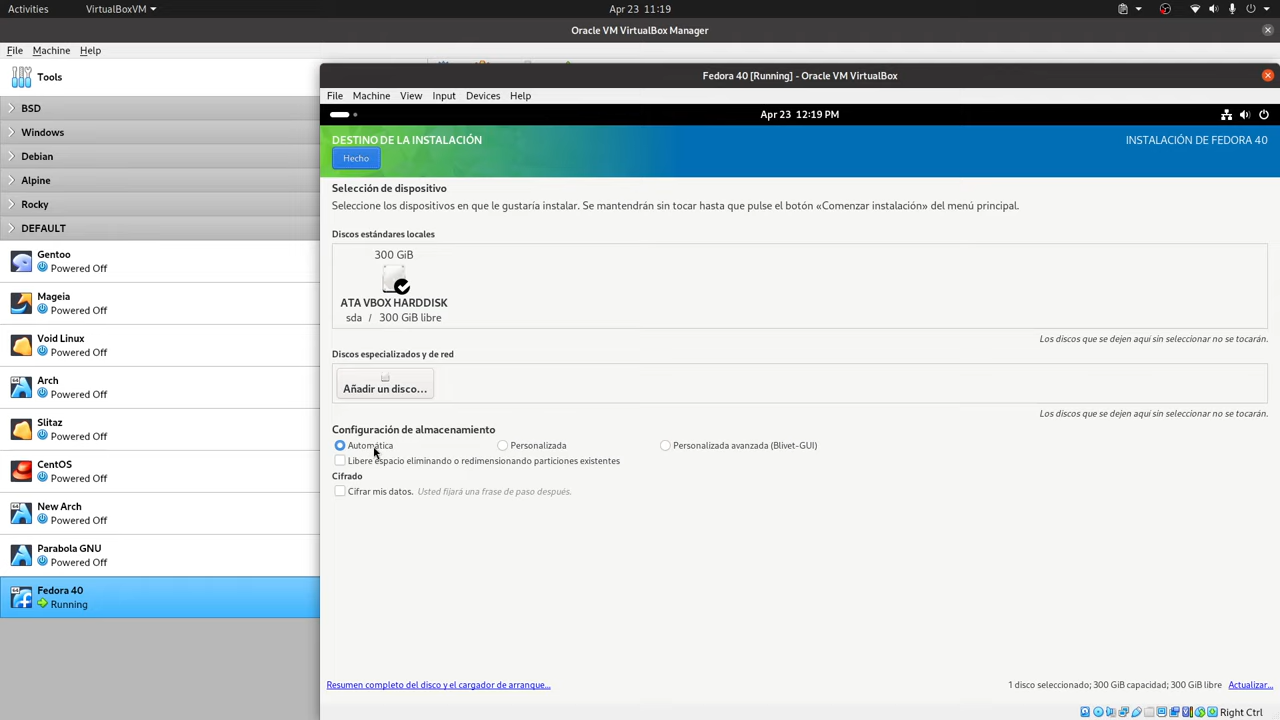 Activities
VirtualBoxVM
Apr 23 11:19
Oracle VM VirtualBox Manager
File Machine Help
Tools
BSD
Windows
Debian
Alpine
Rocky
DEFAULT
Gentoo
Powered Off
Mageia
Powered Off
Void Linux
Powered Off
Arch
Powered Off
Slitaz
Powered Off
CentOS
Powered Off
New Arch
Powered Off
Parabola GNU
Powered Off
Fedora 40
Running
Fedora 40 [Running] - Oracle VM VirtualBox
File Machine View Input Devices Help
Apr 23 12:19 PM
DESTINO DE LA INSTALACIÓN
INSTALACIÓN DE FEDORA 40
Hecho
Selección de dispositivo
Seleccione los dispositivos en que le gustaría instalar. Se mantendrán sin tocar hasta que pulse el botón «Comenzar instalación» del menú principal.
Discos estándares locales
300 GiB
ATA VBOX HARDDISK
sda / 300 GiB libre
Los discos que se dejen aquí sin seleccionar no se tocarán.
Discos especializados y de red
Añadir un disco...
Los discos que se dejen aquí sin seleccionar no se tocarán.
Configuración de almacenamiento
Automática
Personalizada
Personalizada avanzada (Blivet-GUI)
Libere espacio eliminando o redimensionando particiones existentes
Cifrado
Cifrar mis datos. Usted fijará una frase de paso después.
Resumen completo del disco y el cargador de arranque...
1 disco seleccionado; 300 GiB capacidad; 300 GiB libre
Actualizar...
Right Ctrl